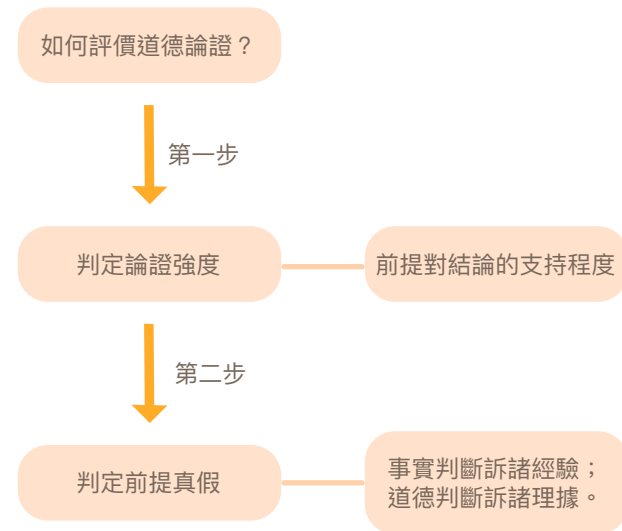 如何評價道德論證？
第一步
判定論證強度
前提對結論的支持程度
第二步
判定前提真假
事實判斷訴諸經驗；
道德判斷訴諸理據。